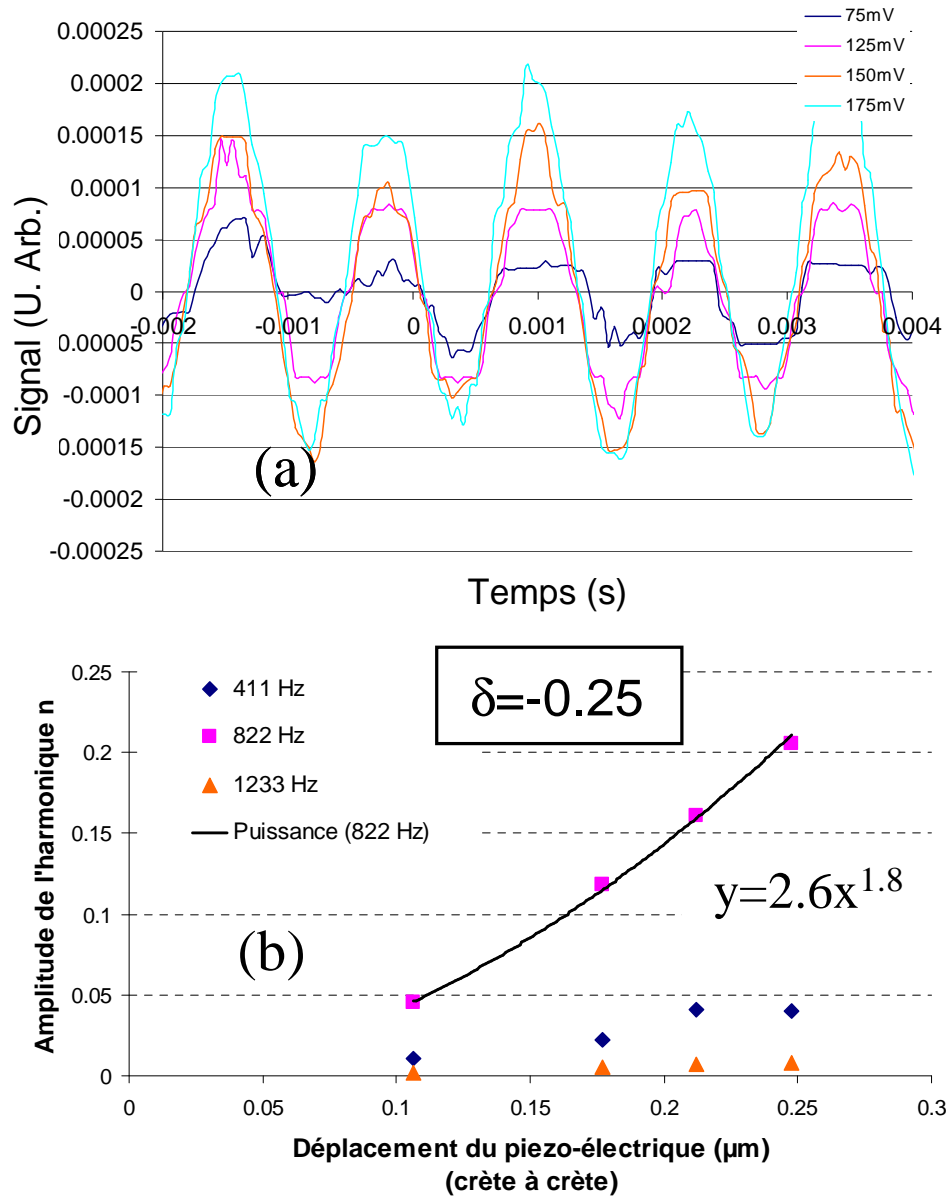 0.00025
0.0002
0.00015
0.0001
0.00005
0
0.00005
-0.0001
0.00015
-0.0002
-0.00025
-0.002
-0.001
0
0.001
0.002
0.003
0.004
Signal (U. Arb.)
Temps (s)
75mV
125mV
150mV
175mV
(a)
δ=-0.25
411 Hz
822 Hz
1233 Hz
Puissance (822 Hz)
y=2.6x^1.8
(b)
Amplitude de l'harmonique n
0.25
0.2
0.15
0.1
0.05
0
0
0.05
0.1
0.15
0.2
0.25
0.3
Déplacement du piezo-électrique (µm)
(crète à crète)